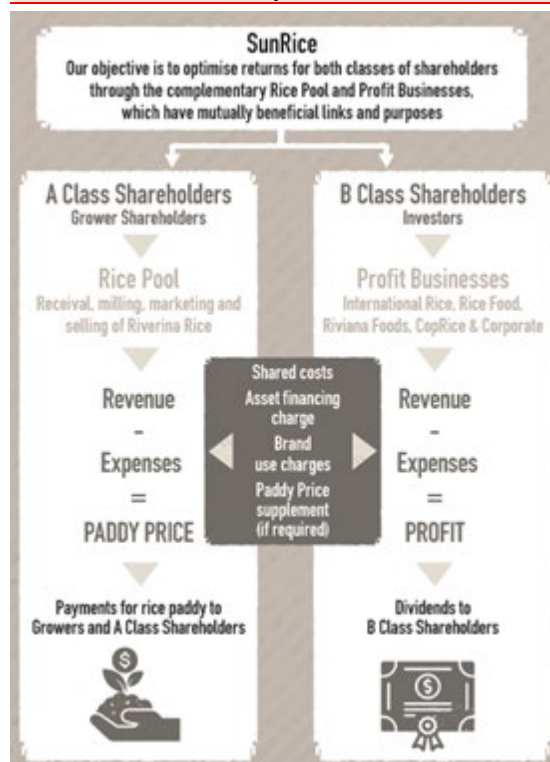 SunRice
Our objective is to optimise returns for both classes of shareholders
through the complementary Rice Pool and Profit Businesses,
which have mutually beneficial links and purposes
A Class Shareholders
Grower Shareholders
Rice Pool
Receival, milling, marketing and
selling of Riverina Rice
Revenue
-
Expenses
=
PADDY PRICE
Payments for rice paddy to
Growers and A Class Shareholders
$
Shared costs
Asset financing
charge
Brand
use charges
Paddy Price
supplement
(if required)
B Class Shareholders
Investors
Profit Businesses
International Rice, Rice Food,
Riviana Foods, CopRice & Corporate
Revenue
-
Expenses
=
PROFIT
Dividends to
B Class Shareholders
$